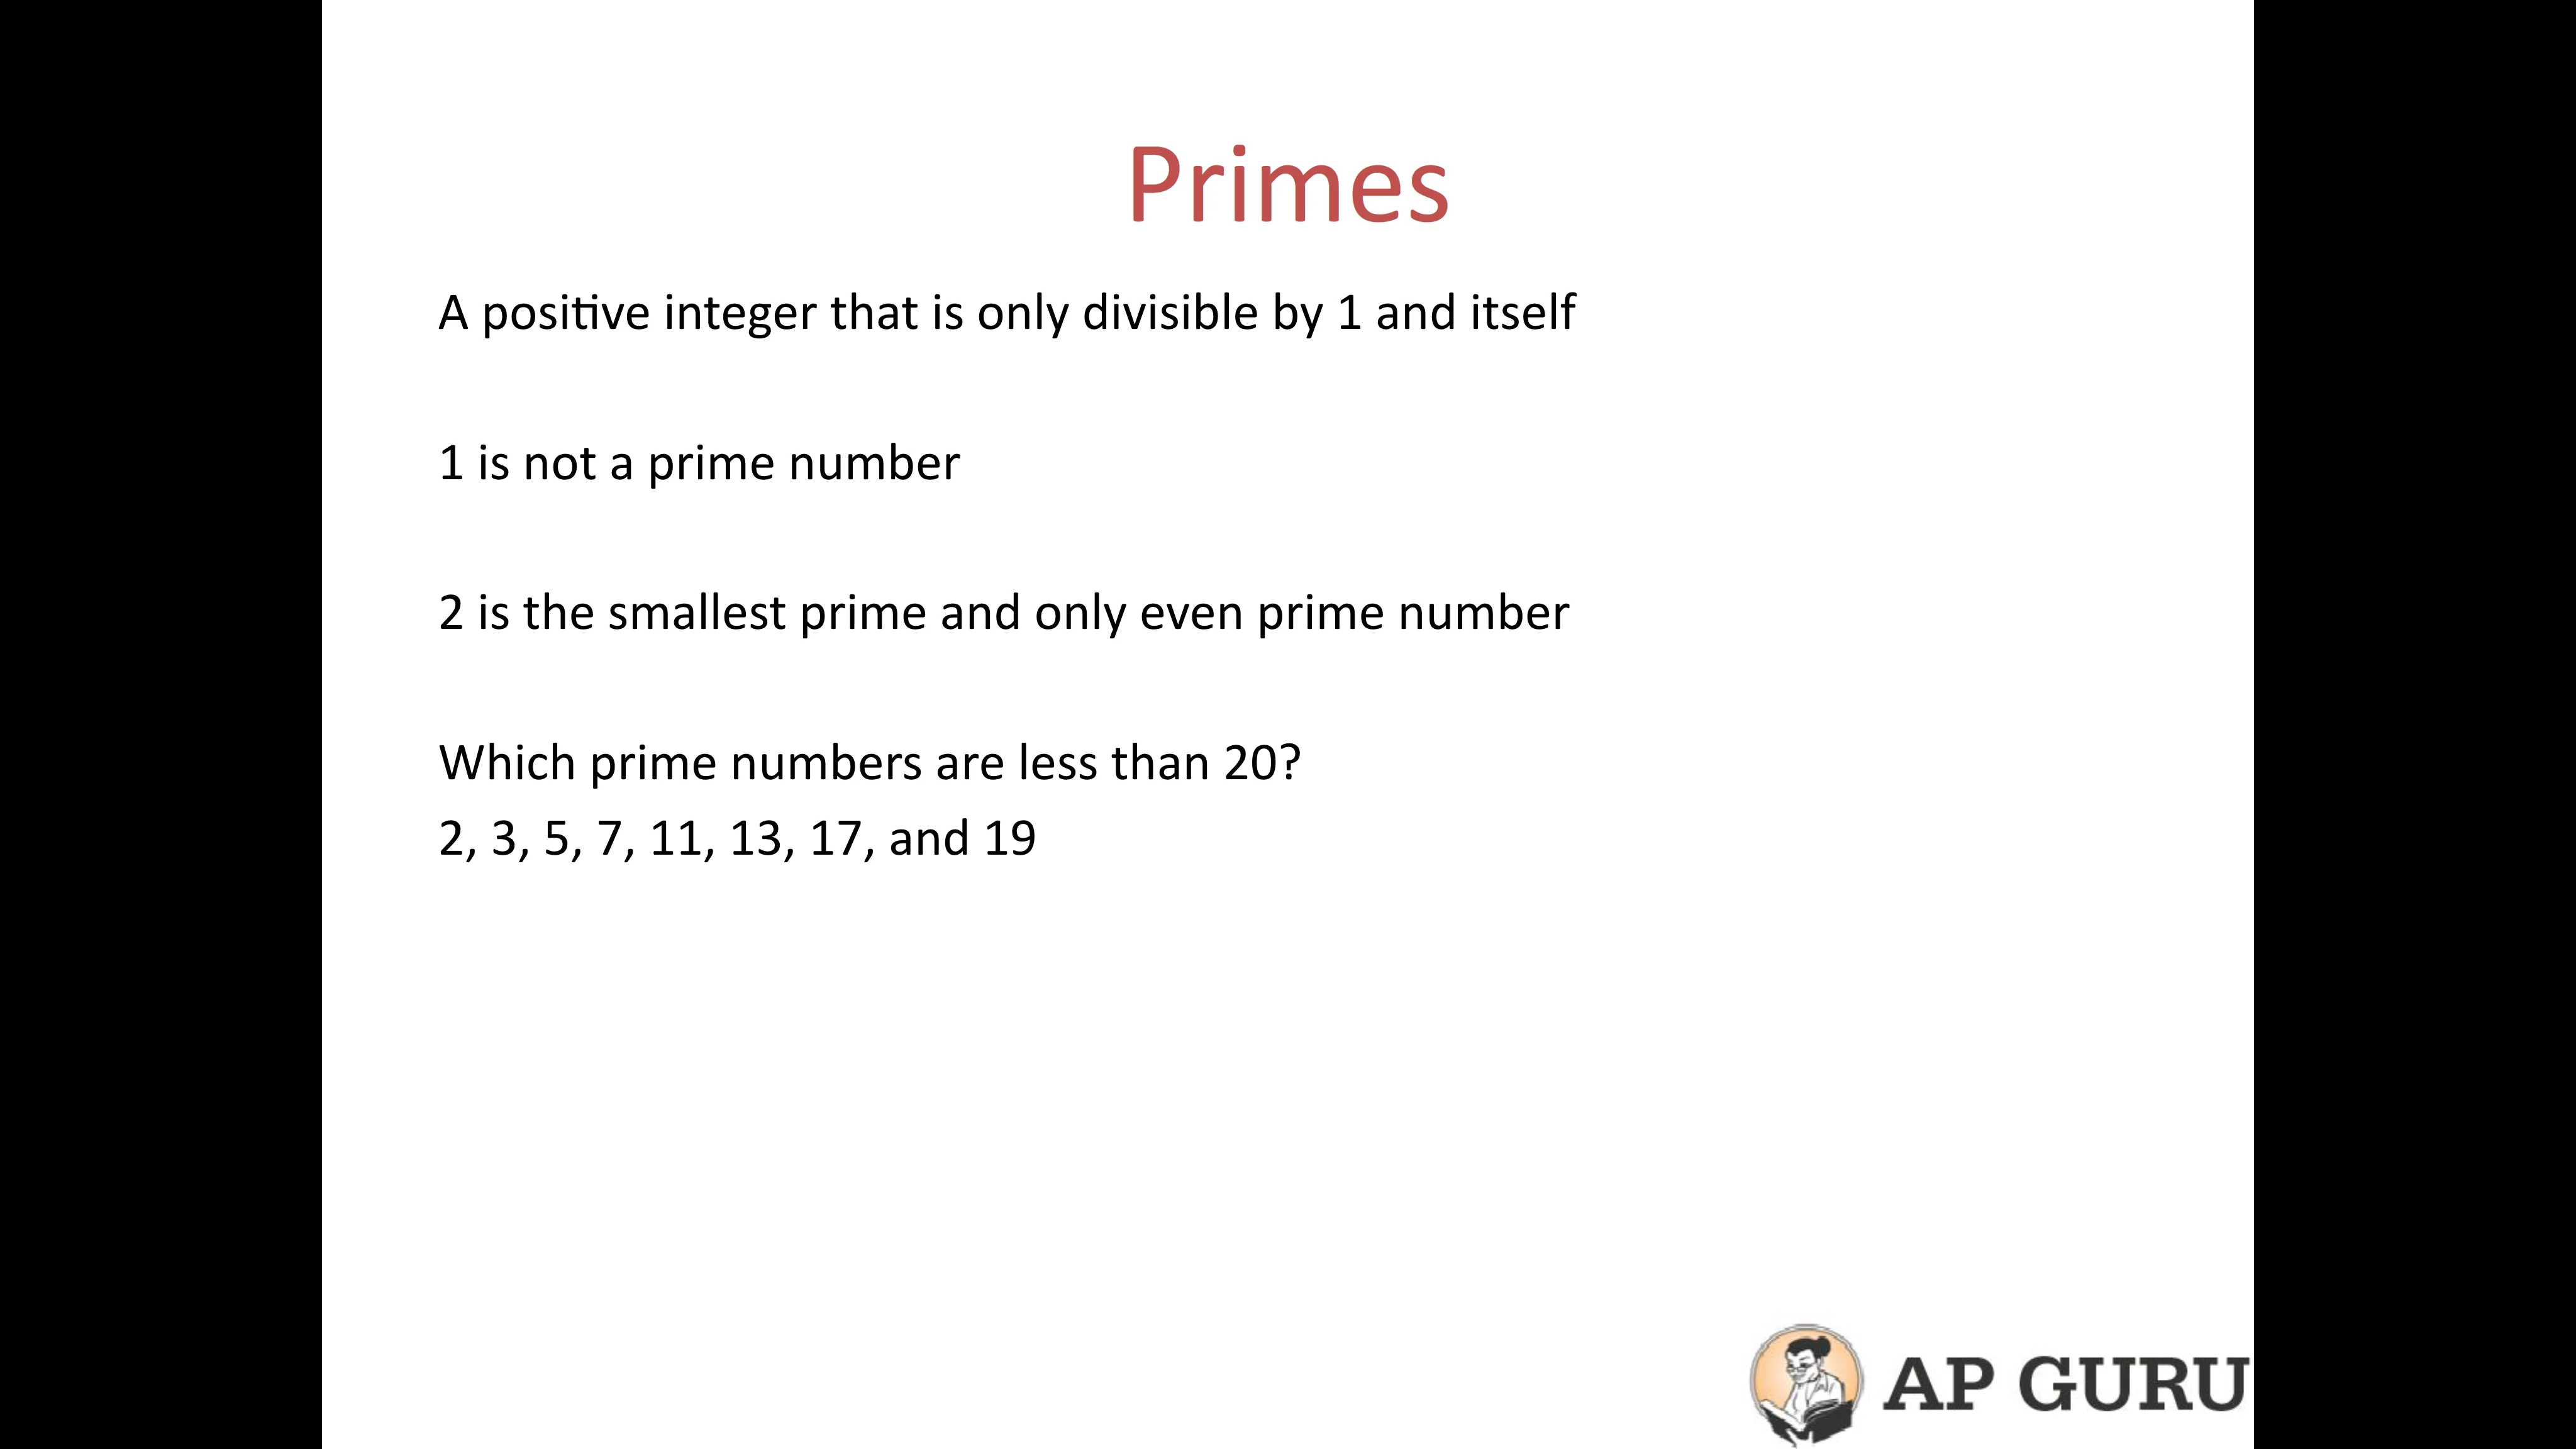 Primes
A positive integer that is only divisible by 1 and itself
1 is not a prime number
2 is the smallest prime and only even prime number
Which prime numbers are less than 20?
2, 3, 5, 7, 11, 13, 17, and 19
AP GURU